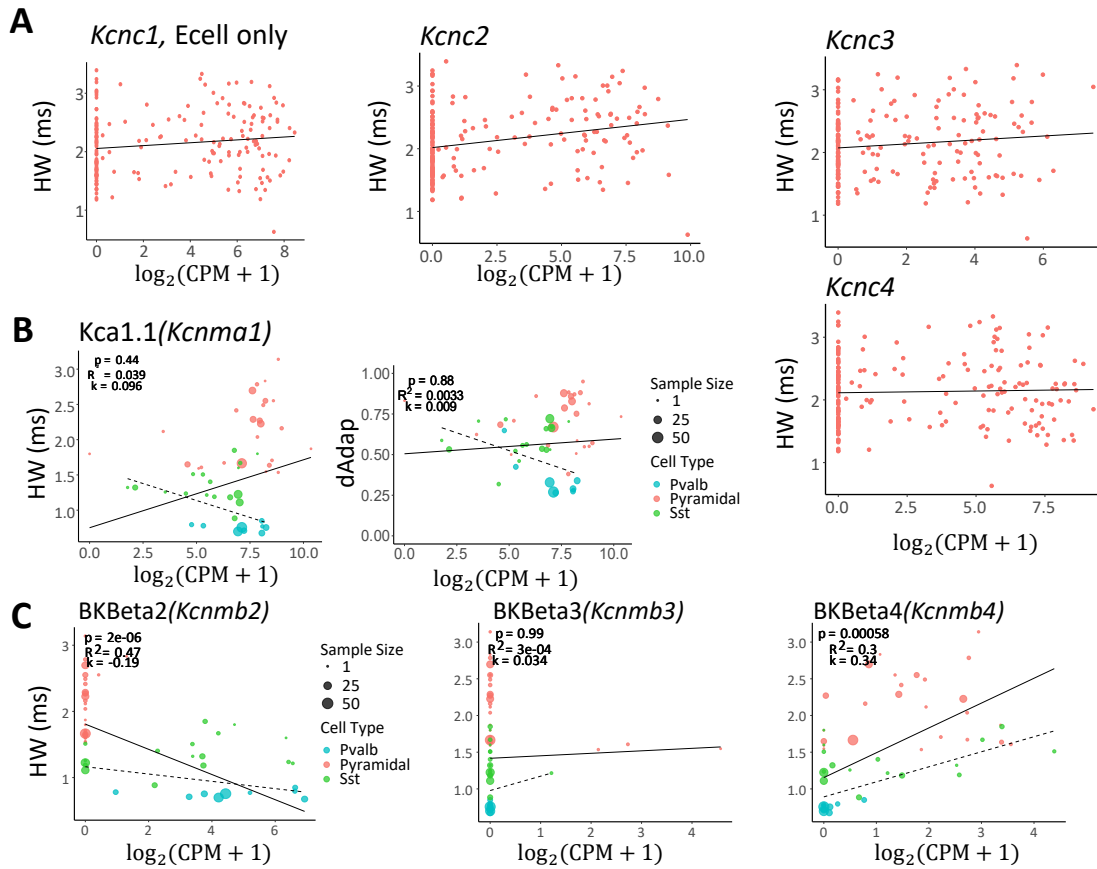 A
Kcnc1, Ecell only
HW (ms)
3
2
1
0 2 4 6 8
log₂(CPM + 1)
Kcnc2
HW (ms)
3
2
1
0.0 2.5 5.0 7.5 10.0
log₂(CPM + 1)
Kcnc3
HW (ms)
3
2
1
0 2 4 6
log₂(CPM + 1)
Kcnc4
HW (ms)
3
2
1
0.0 2.5 5.0 7.5
log₂(CPM + 1)
B
Kca1.1(Kcnma1)
p = 0.44
R² = 0.039
k = 0.096
HW (ms)
3.0
2.5
2.0
1.5
1.0
0.0 2.5 5.0 7.5 10.0
log₂(CPM + 1)
p = 0.88
R² = 0.0033
k = 0.009
dAdap
1.00
0.75
0.50
0.25
0.00
0.0 2.5 5.0 7.5 10.0
log₂(CPM + 1)
Sample Size
1
25
50
Cell Type
Pvalb
Pyramidal
Sst
C
BKBeta2(Kcnmb2)
p = 2e-06
R² = 0.47
k = -0.19
HW (ms)
3
2
1
0 2 4 6
log₂(CPM + 1)
Sample Size
1
25
50
Cell Type
Pvalb
Pyramidal
Sst
BKBeta3(Kcnmb3)
p = 0.99
R² = 3e-04
k = 0.034
3.0
2.5
2.0
1.5
1.0
0 1 2 3 4
log₂(CPM + 1)
BKBeta4(Kcnmb4)
p = 0.00058
R² = 0.3
k = 0.34
3.0
2.5
2.0
1.5
1.0
0 1 2 3 4
log₂(CPM + 1)